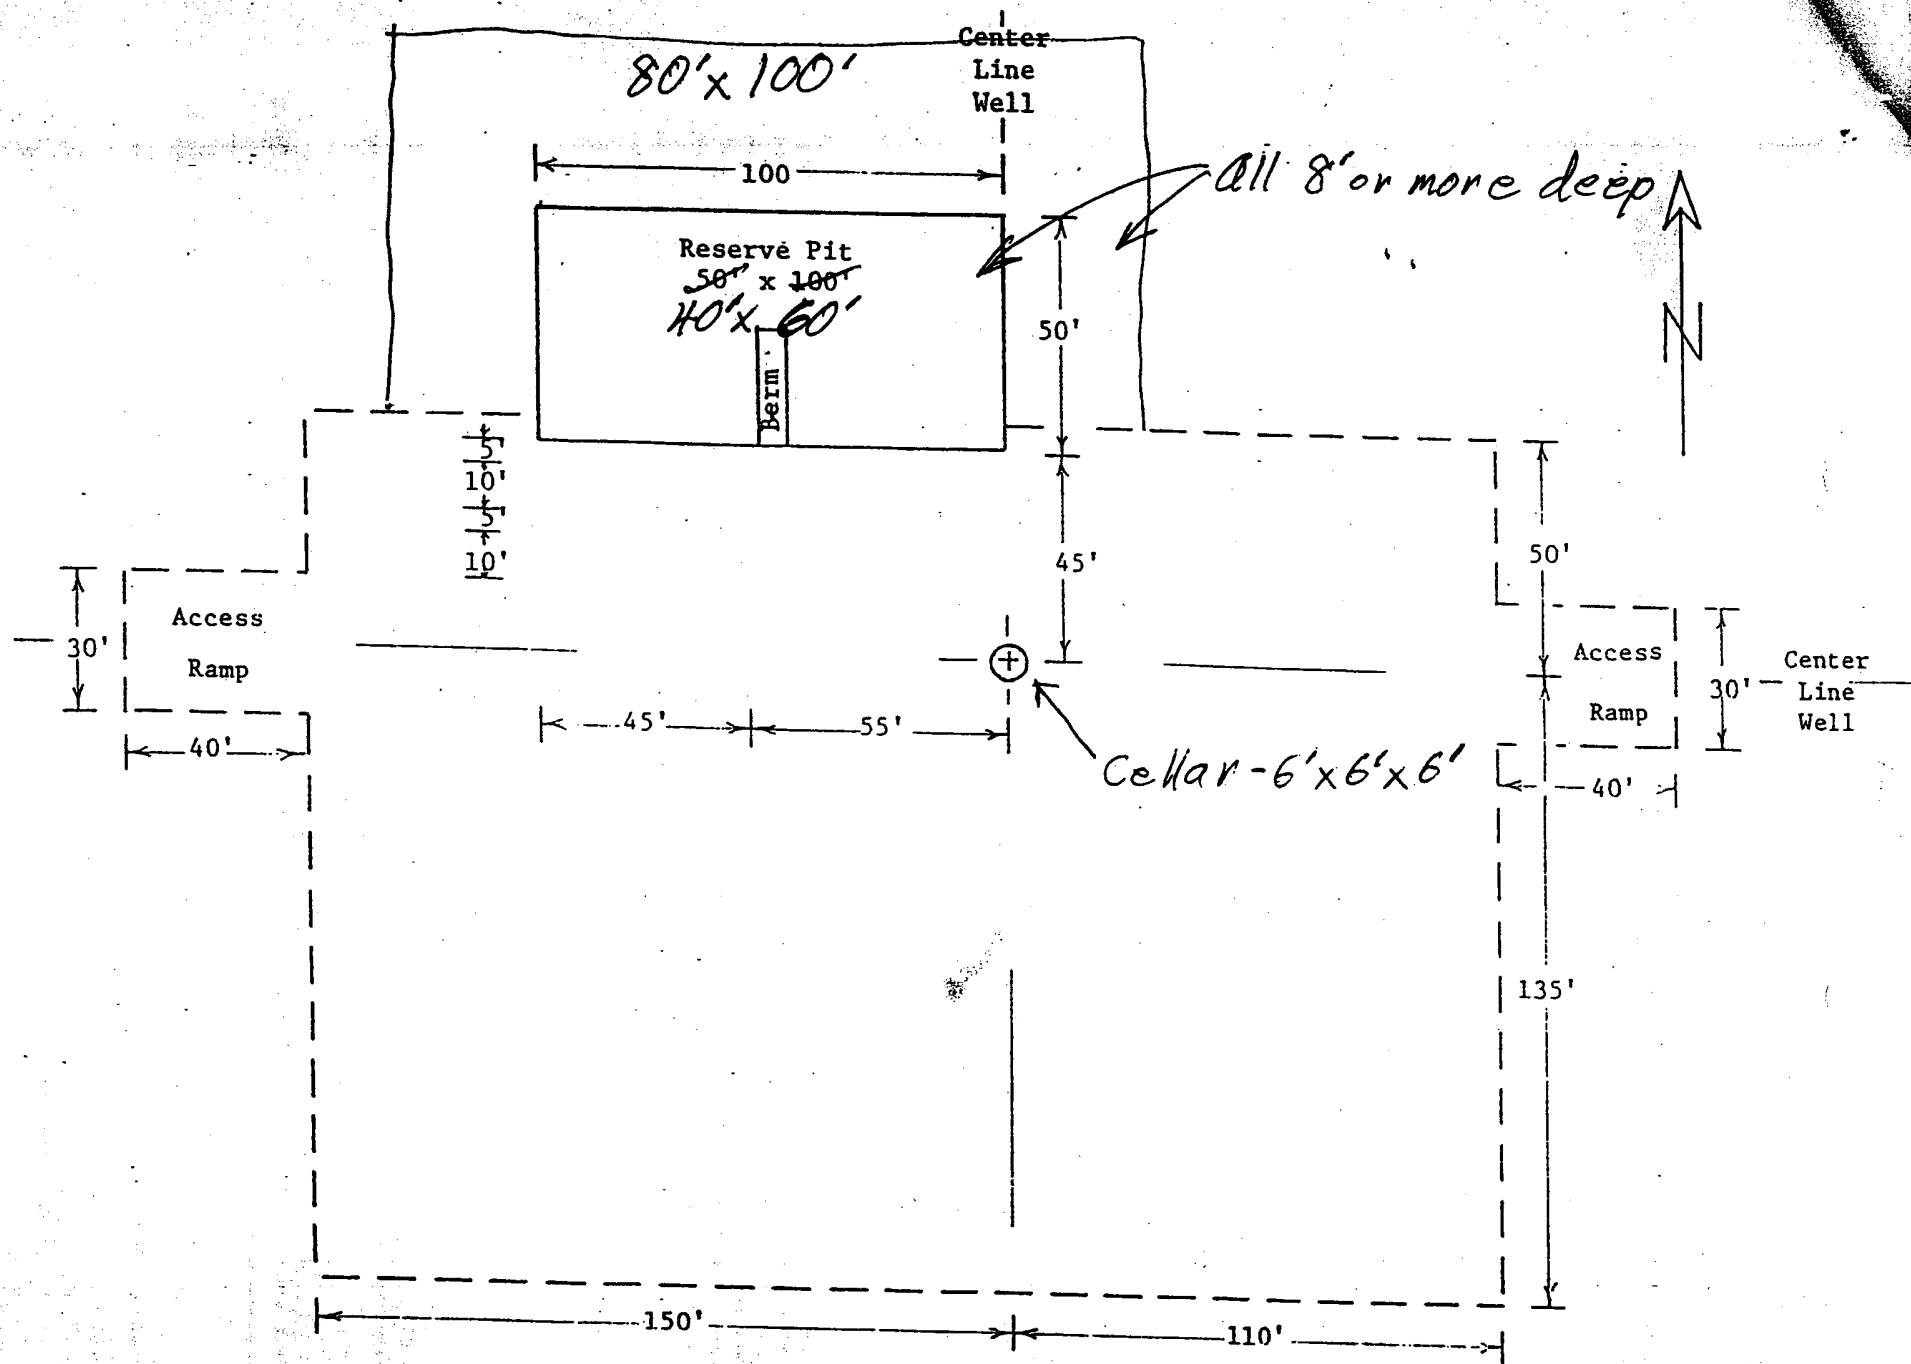 Center
Line
Well
80' x 100'
100
All 8' or more deep
Reserve Pit
50' x 100'
40' x 60'
Berm
50'
N
5'
10'
5'
10'
45'
50'
Access
Ramp
30'
40'
45'
55'
Cellar - 6' x 6' x 6'
Access
Ramp
30'
40'
Center
Line
Well
135'
150'
110'